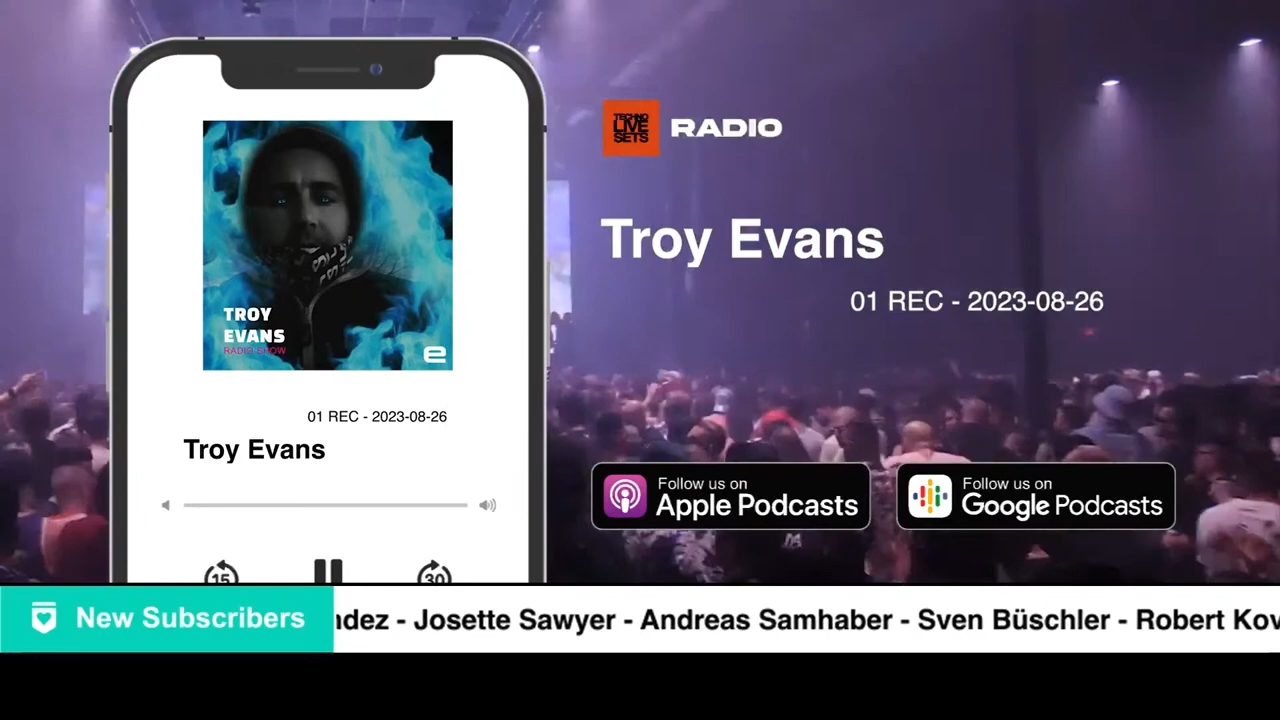 TECHNO
LIVE
SETS
RADIO
Troy Evans
01 REC - 2023-08-26
TROY
EVANS
RADIO SHOW
e
01 REC - 2023-08-26
Troy Evans
15
30
Follow us on
Apple Podcasts
Follow us on
Google Podcasts
New Subscribers
ndez - Josette Sawyer - Andreas Samhaber - Sven Büschler - Robert Kov